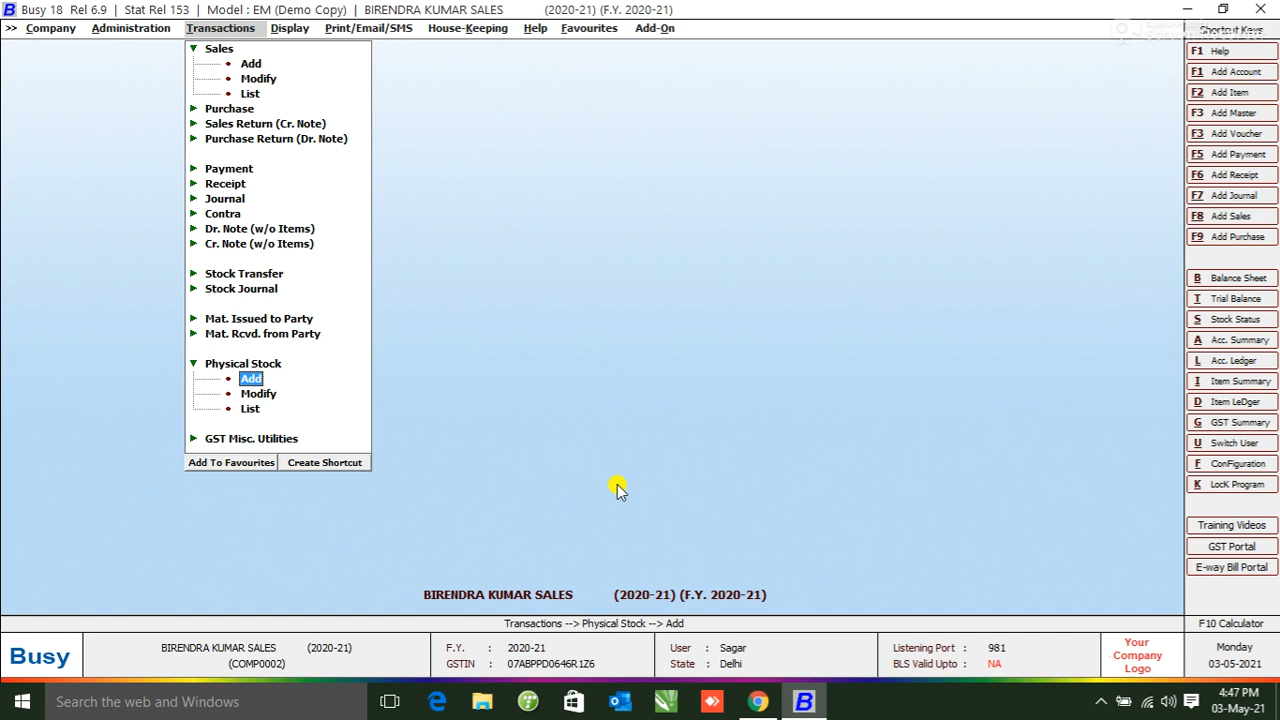 Busy 18 Rel 6.9 | Stat Rel 153 | Model : EM (Demo Copy) | BIRENDRA KUMAR SALES (2020-21) (F.Y. 2020-21)
>> Company Administration Transactions Display Print/Email/SMS House-Keeping Help Favourites Add-On
Shortcut Keys
Sales
Add
Modify
List
Purchase
Sales Return (Cr. Note)
Purchase Return (Dr. Note)
Payment
Receipt
Journal
Contra
Dr. Note (w/o Items)
Cr. Note (w/o Items)
Stock Transfer
Stock Journal
Mat. Issued to Party
Mat. Rcvd. from Party
Physical Stock
Add
Modify
List
GST Misc. Utilities
Add To Favourites Create Shortcut
F1 Help
F1 Add Account
F2 Add Item
F3 Add Master
F3 Add Voucher
F5 Add Payment
F6 Add Receipt
F7 Add Journal
F8 Add Sales
F9 Add Purchase
B Balance Sheet
T Trial Balance
S Stock Status
A Acc. Summary
L Acc. Ledger
I Item Summary
D Item LeDger
G GST Summary
U Switch User
F ConFiguration
K LocK Program
Training Videos
GST Portal
E-way Bill Portal
BIRENDRA KUMAR SALES (2020-21) (F.Y. 2020-21)
Transactions --> Physical Stock --> Add
F10 Calculator
Busy
BIRENDRA KUMAR SALES (2020-21)
(COMP0002)
F.Y. : 2020-21
GSTIN : 07ABPPD0646R1Z6
User : Sagar
State : Delhi
Listening Port : 981
BLS Valid Upto : NA
Your
Company
Logo
Monday
03-05-2021
Search the web and Windows
4:47 PM
03-May-21